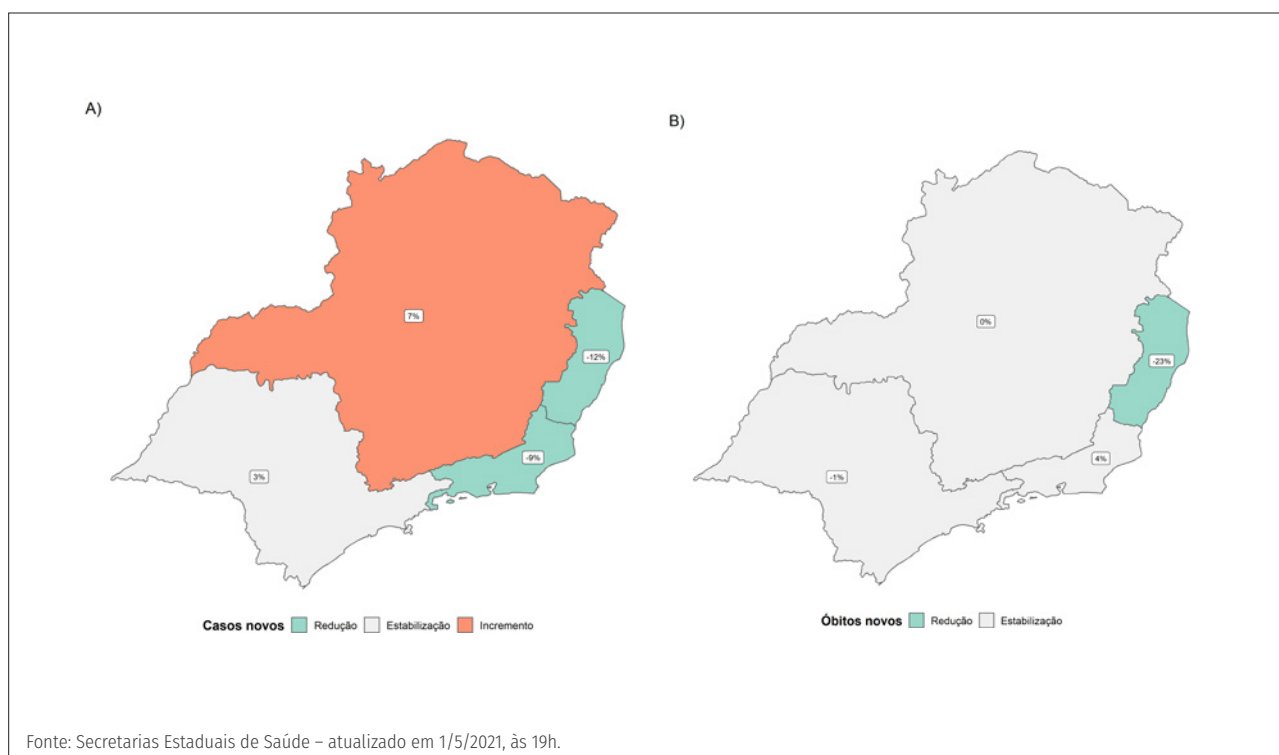 A)
7%
-12%
-9%
3%
Casos novos Redução Estabilização Incremento
B)
0%
-23%
4%
-1%
Óbitos novos Redução Estabilização
Fonte: Secretarias Estaduais de Saúde – atualizado em 1/5/2021, às 19h.